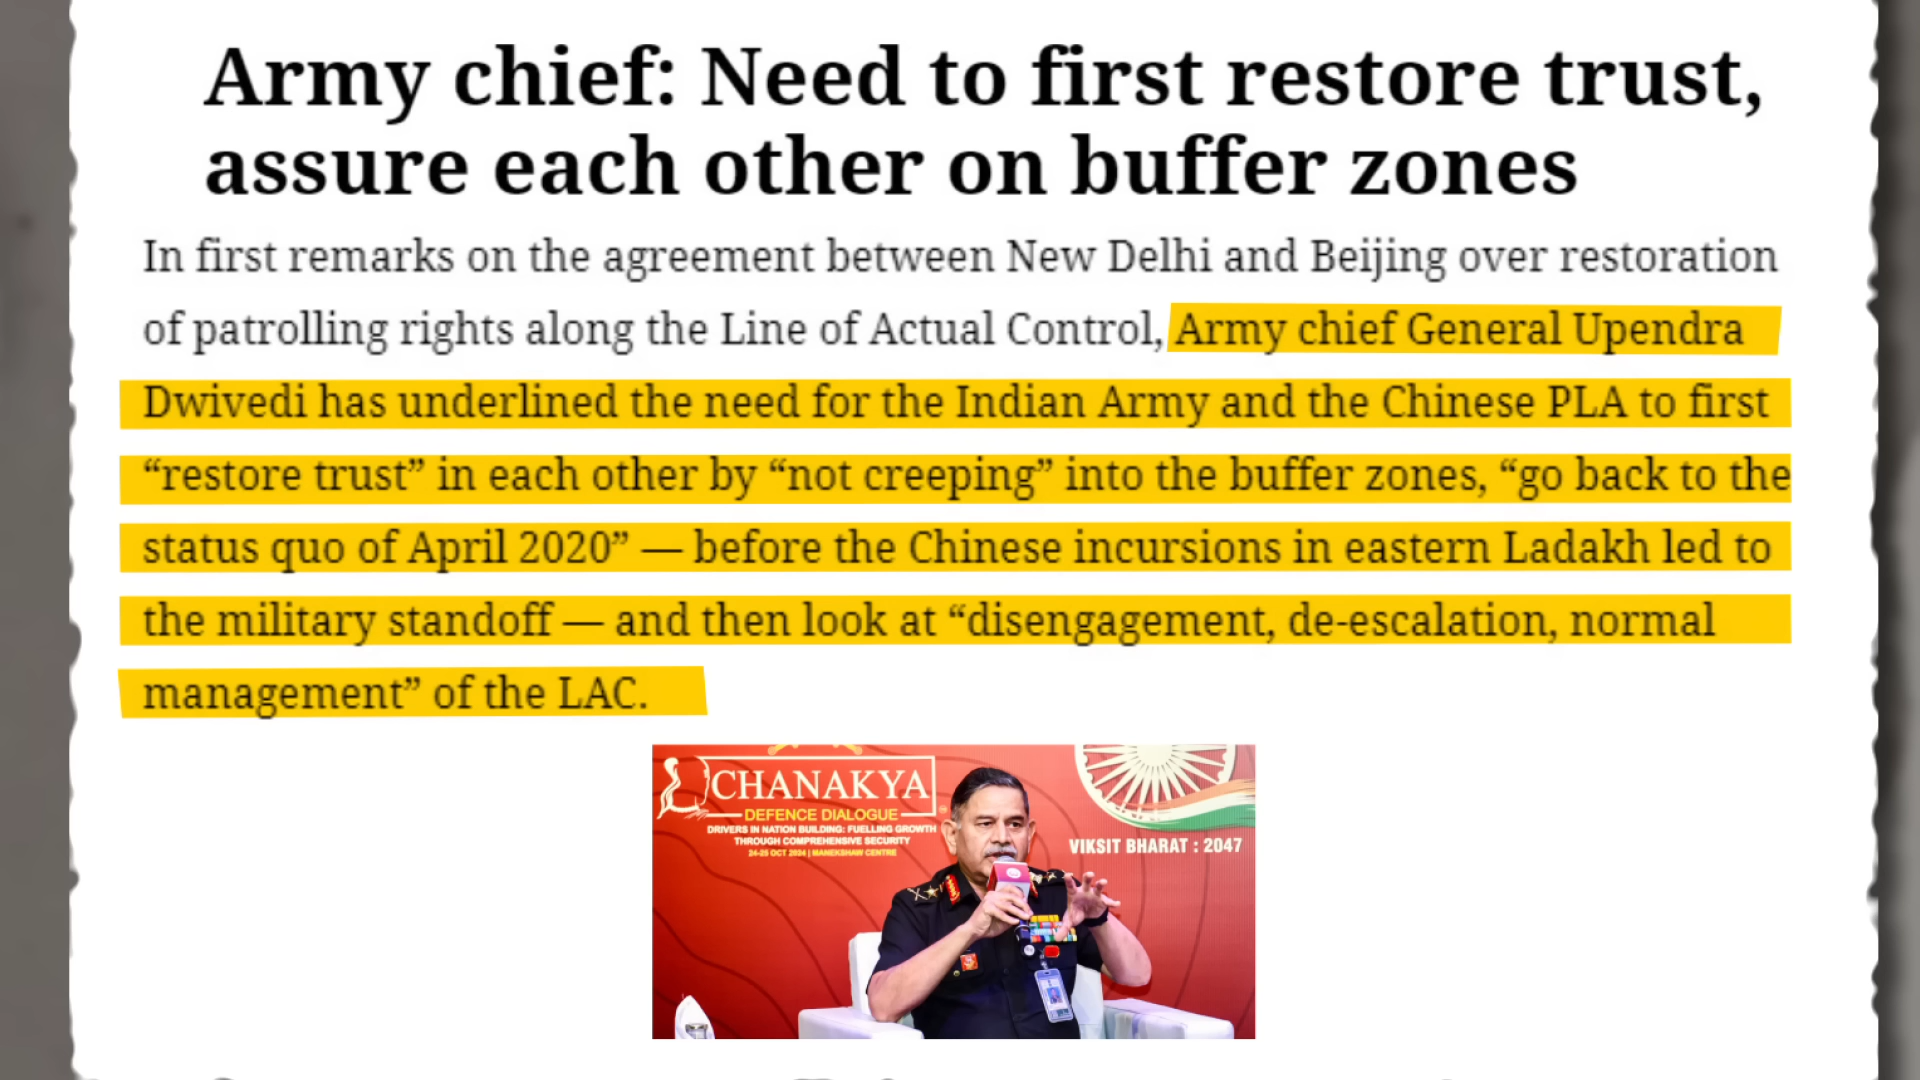 Army chief: Need to first restore trust,
assure each other on buffer zones
In first remarks on the agreement between New Delhi and Beijing over restoration
of patrolling rights along the Line of Actual Control, Army chief General Upendra
Dwivedi has underlined the need for the Indian Army and the Chinese PLA to first
“restore trust” in each other by “not creeping” into the buffer zones, “go back to the
status quo of April 2020” — before the Chinese incursions in eastern Ladakh led to
the military standoff — and then look at “disengagement, de-escalation, normal
management” of the LAC.
CHANAKYA
DEFENCE DIALOGUE
DRIVERS IN NATION BUILDING: FUELLING GROWTH
THROUGH COMPREHENSIVE SECURITY
24-25 OCT 2024 | MANEKSHAW CENTRE
VIKSIT BHARAT : 2047